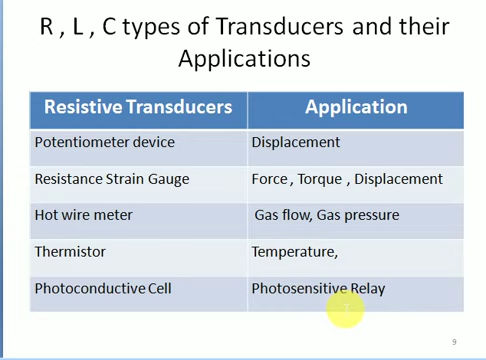 R , L , C types of Transducers and their
Applications
Resistive Transducers Application
Potentiometer device Displacement
Resistance Strain Gauge Force , Torque , Displacement
Hot wire meter Gas flow, Gas pressure
Thermistor Temperature,
Photoconductive Cell Photosensitive Relay
9